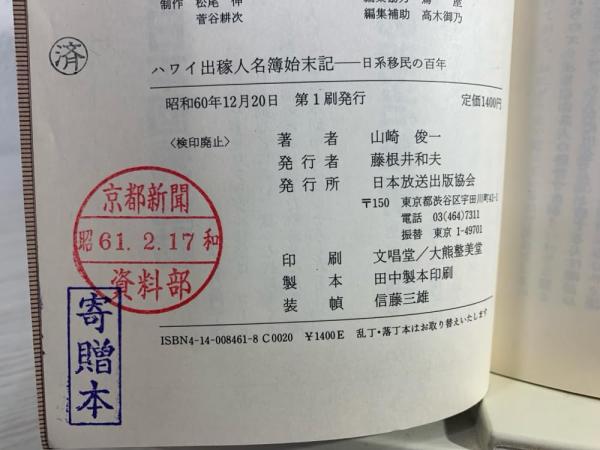 制作 松尾 伸
菅谷耕次
編集補助 高木御乃
済
ハワイ出稼人名簿始末記――日系移民の百年
昭和60年12月20日 第1刷発行 定価1400円
〈検印廃止〉 著者 山崎俊一
発行者 藤根井和夫
発行所 日本放送出版協会
〒150 東京都渋谷区宇田川町41-1
電話 03(464)7311
振替 東京 1-49701
印刷 文唱堂/大熊整美堂
製本 田中製本印刷
装幀 信藤三雄
ISBN4-14-008461-8 C0020 ¥1400E 乱丁・落丁本はお取り替えいたします
京都新聞
昭 61.2.17 和
資料部
寄贈本